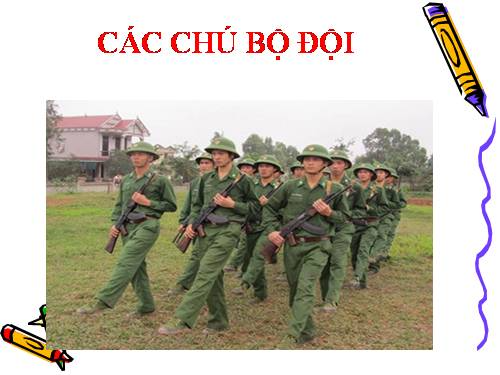 CÁC CHÚ BỘ ĐỘI